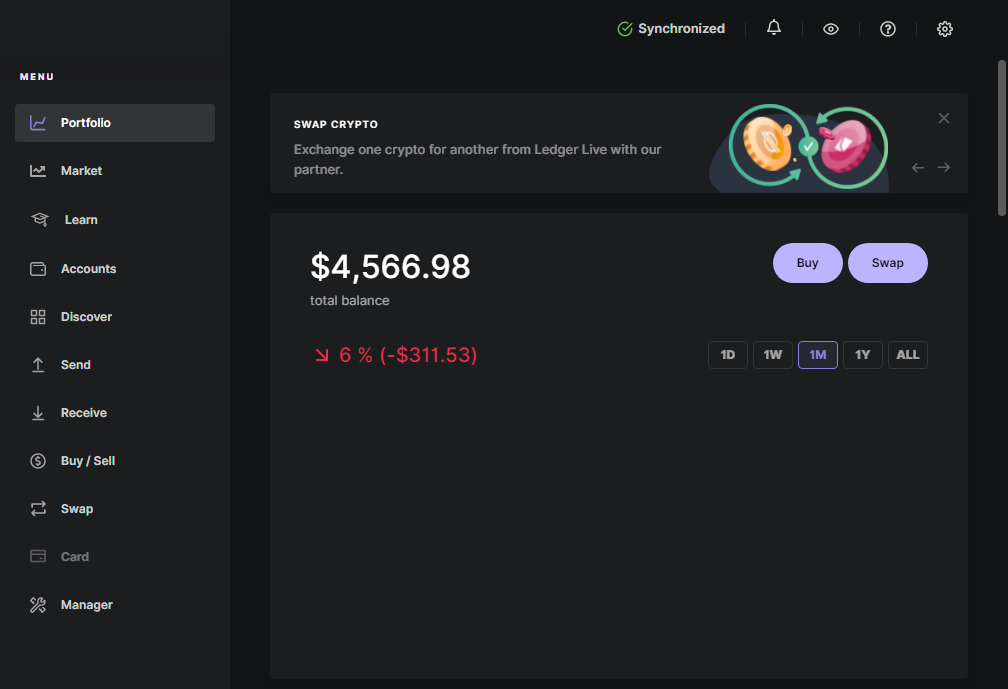 Synchronized
MENU
Portfolio
Market
Learn
Accounts
Discover
Send
Receive
Buy / Sell
Swap
Card
Manager
SWAP CRYPTO
Exchange one crypto for another from Ledger Live with our
partner.
$4,566.98
total balance
Buy
Swap
6 % (-$311.53)
1D
1W
1M
1Y
ALL